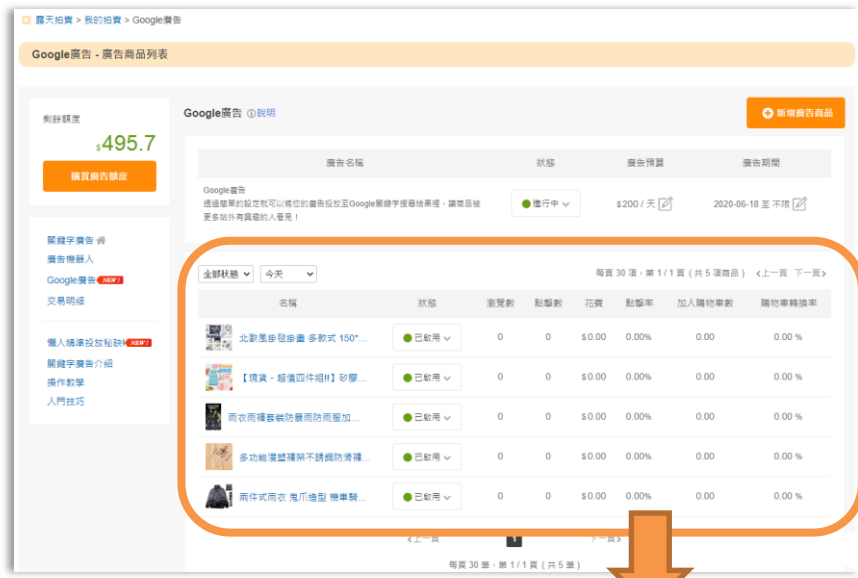 露天拍賣 > 我的拍賣 > Google廣告
Google廣告 - 廣告商品列表
剩餘額度
$495.7
購買廣告額度
關鍵字廣告
廣告機器人
Google廣告 NEW!
交易明細
懶人精準投放秘訣 NEW!
關鍵字廣告介紹
操作教學
入門技巧
Google廣告 ⓘ說明
新增廣告商品
廣告名稱 狀態 廣告預算 廣告期間
Google廣告
透過簡單的設定就可以將您的廣告投放至Google關鍵字搜尋結果裡，讓商品被
更多站外有興趣的人看見！
進行中 $200 / 天 2020-06-18 至 不限
全部狀態 今天 每頁 30 項，第 1 / 1 頁 ( 共 5 項商品 ) 上一頁 下一頁
名稱 狀態 瀏覽數 點擊數 花費 點擊率 加入購物車數 購物車轉換率
北歐風掛毯掛畫 多款式 150*... 已啟用 0 0 $0.00 0.00% 0.00 0.00 %
【現貨 - 超值四件組!!】矽膠... 已啟用 0 0 $0.00 0.00% 0.00 0.00 %
雨衣雨褲套裝防暴雨防雨服加... 已啟用 0 0 $0.00 0.00% 0.00 0.00 %
多功能浸塑褲架不銹鋼防滑褲... 已啟用 0 0 $0.00 0.00% 0.00 0.00 %
兩件式雨衣 鬼爪造型 機車騎... 已啟用 0 0 $0.00 0.00% 0.00 0.00 %
上一頁 1 下一頁
每頁 30 筆，第 1 / 1 頁 ( 共 5 筆 )